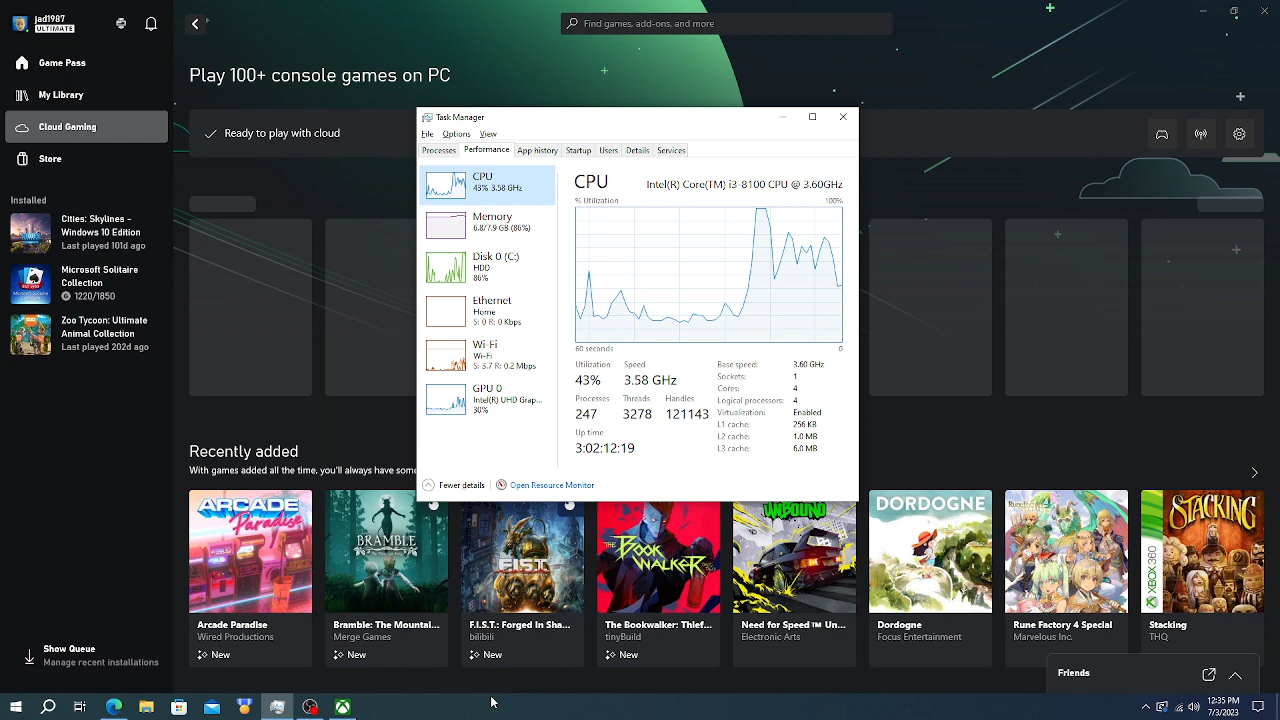 jad1987
ULTIMATE
Find games, add-ons, and more
Game Pass
My Library
Cloud Gaming
Store
Installed
Cities: Skylines -
Windows 10 Edition
Last played 101d ago
Microsoft Solitaire
Collection
G 1220/1850
Zoo Tycoon: Ultimate
Animal Collection
Last played 202d ago
Show Queue
Manage recent installations
Play 100+ console games on PC
Ready to play with cloud
Task Manager
File Options View
Processes Performance App history Startup Users Details Services
CPU
43% 3.58 GHz
Memory
6.8/7.9 GB (86%)
Disk 0 (C:)
HDD
86%
Ethernet
Home
S: 0 R: 0 Kbps
Wi-Fi
Wi-Fi
S: 3.7 R: 0.2 Mbps
GPU 0
Intel(R) UHD Grap...
30%
CPU Intel(R) Core(TM) i3-8100 CPU @ 3.60GHz
% Utilization 100%
60 seconds 0
Utilization Speed
43% 3.58 GHz
Processes Threads Handles
247 3278 121143
Up time
3:02:12:19
Base speed: 3.60 GHz
Sockets: 1
Cores: 4
Logical processors: 4
Virtualization: Enabled
L1 cache: 256 KB
L2 cache: 1.0 MB
L3 cache: 6.0 MB
Fewer details Open Resource Monitor
Recently added
With games added all the time, you'll always have som
ARCADE
Paradise
BRAMBLE
F.I.S.T.
THE
BOOK
WALKER
UNBOUND
DORDOGNE
Rune Factory 4
XBOX 360
STACKING
Arcade Paradise
Wired Productions
New
Bramble: The Mountai...
Merge Games
New
F.I.S.T.: Forged In Sha...
bilibili
New
The Bookwalker: Thief...
tinyBuild
New
Need for Speed™ Un...
Electronic Arts
Dordogne
Focus Entertainment
Rune Factory 4 Special
Marvelous Inc.
Stacking
THQ
Friends
12:35 PM
7/3/2023